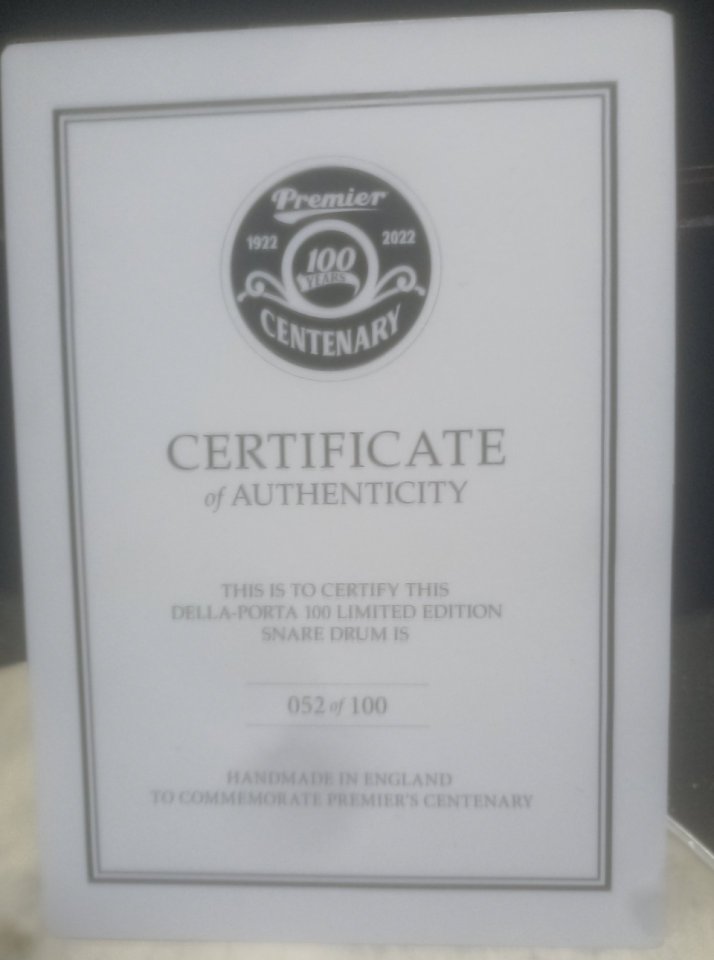 Premier
1922 2022
100
YEARS
CENTENARY
CERTIFICATE
of AUTHENTICITY
THIS IS TO CERTIFY THIS
DELLA-PORTA 100 LIMITED EDITION
SNARE DRUM IS
052 of 100
HANDMADE IN ENGLAND
TO COMMEMORATE PREMIER'S CENTENARY